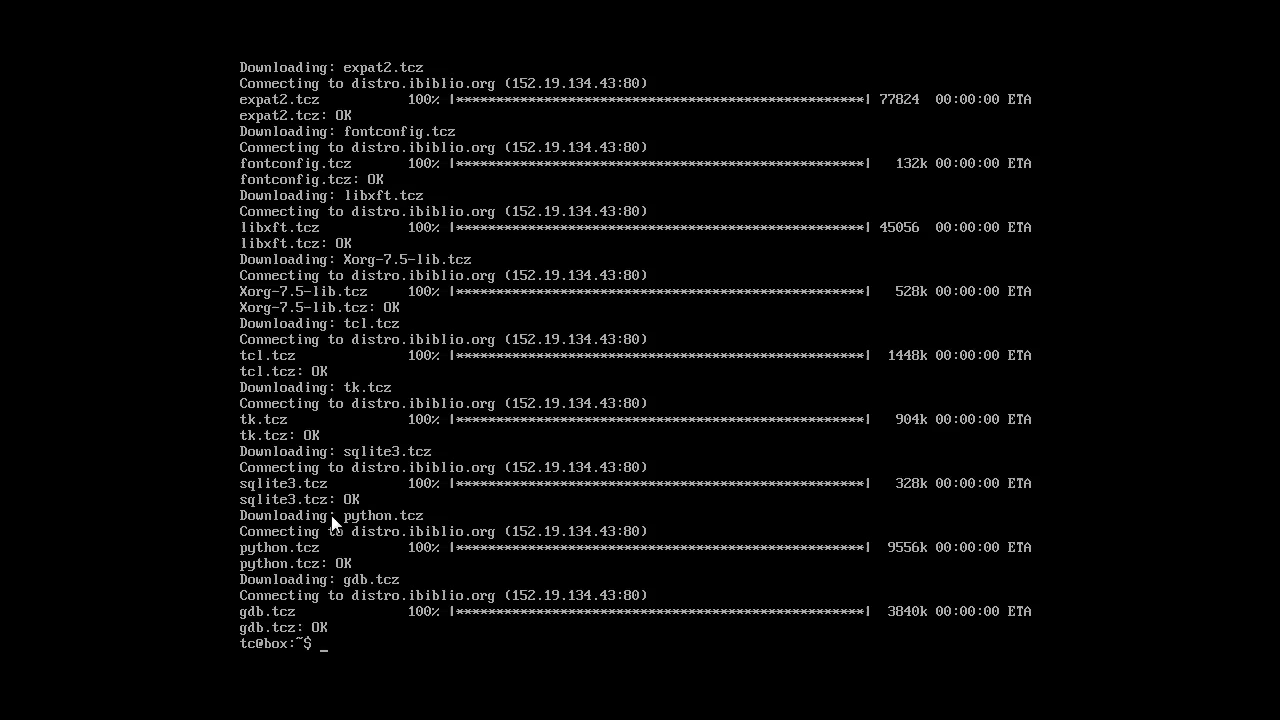 Downloading: expat2.tcz
Connecting to distro.ibiblio.org (152.19.134.43:80)
expat2.tcz           100% |***************************************************| 77824  00:00:00 ETA
expat2.tcz: OK
Downloading: fontconfig.tcz
Connecting to distro.ibiblio.org (152.19.134.43:80)
fontconfig.tcz       100% |***************************************************|   132k 00:00:00 ETA
fontconfig.tcz: OK
Downloading: libxft.tcz
Connecting to distro.ibiblio.org (152.19.134.43:80)
libxft.tcz           100% |***************************************************| 45056  00:00:00 ETA
libxft.tcz: OK
Downloading: Xorg-7.5-lib.tcz
Connecting to distro.ibiblio.org (152.19.134.43:80)
Xorg-7.5-lib.tcz     100% |***************************************************|   528k 00:00:00 ETA
Xorg-7.5-lib.tcz: OK
Downloading: tcl.tcz
Connecting to distro.ibiblio.org (152.19.134.43:80)
tcl.tcz              100% |***************************************************|  1448k 00:00:00 ETA
tcl.tcz: OK
Downloading: tk.tcz
Connecting to distro.ibiblio.org (152.19.134.43:80)
tk.tcz               100% |***************************************************|   904k 00:00:00 ETA
tk.tcz: OK
Downloading: sqlite3.tcz
Connecting to distro.ibiblio.org (152.19.134.43:80)
sqlite3.tcz          100% |***************************************************|   328k 00:00:00 ETA
sqlite3.tcz: OK
Downloading: python.tcz
Connecting to distro.ibiblio.org (152.19.134.43:80)
python.tcz           100% |***************************************************|  9556k 00:00:00 ETA
python.tcz: OK
Downloading: gdb.tcz
Connecting to distro.ibiblio.org (152.19.134.43:80)
gdb.tcz              100% |***************************************************|  3840k 00:00:00 ETA
gdb.tcz: OK
tc@box:~$ _